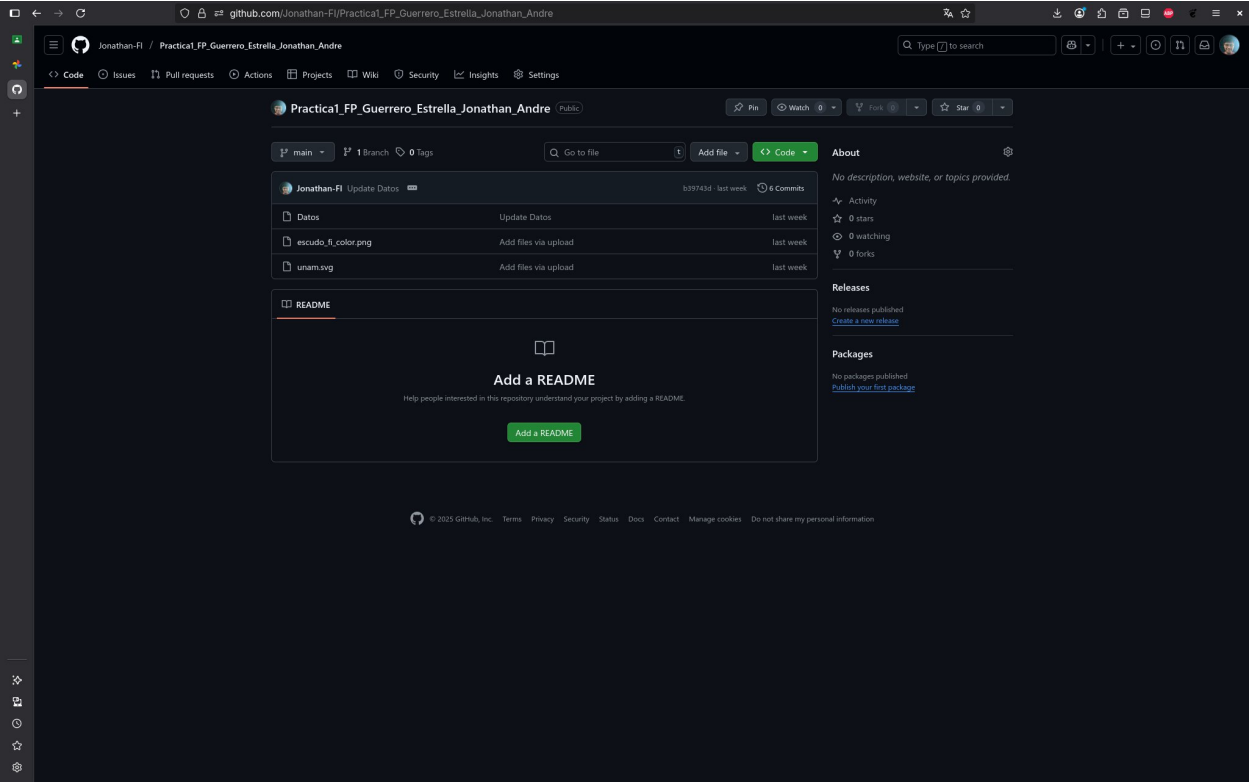 github.com/Jonathan-FI/Practica1_FP_Guerrero_Estrella_Jonathan_Andre
Jonathan-FI / Practica1_FP_Guerrero_Estrella_Jonathan_Andre
Type / to search
Code Issues Pull requests Actions Projects Wiki Security Insights Settings
Practica1_FP_Guerrero_Estrella_Jonathan_Andre Public
Pin Watch 0 Fork 0 Star 0
main 1 Branch 0 Tags Go to file t Add file Code
Jonathan-FI Update Datos b39743d · last week 6 Commits
Datos Update Datos last week
escudo_fi_color.png Add files via upload last week
unam.svg Add files via upload last week
README
Add a README
Help people interested in this repository understand your project by adding a README.
Add a README
About
No description, website, or topics provided.
Activity
0 stars
0 watching
0 forks
Releases
No releases published
Create a new release
Packages
No packages published
Publish your first package
© 2025 GitHub, Inc. Terms Privacy Security Status Docs Contact Manage cookies Do not share my personal information